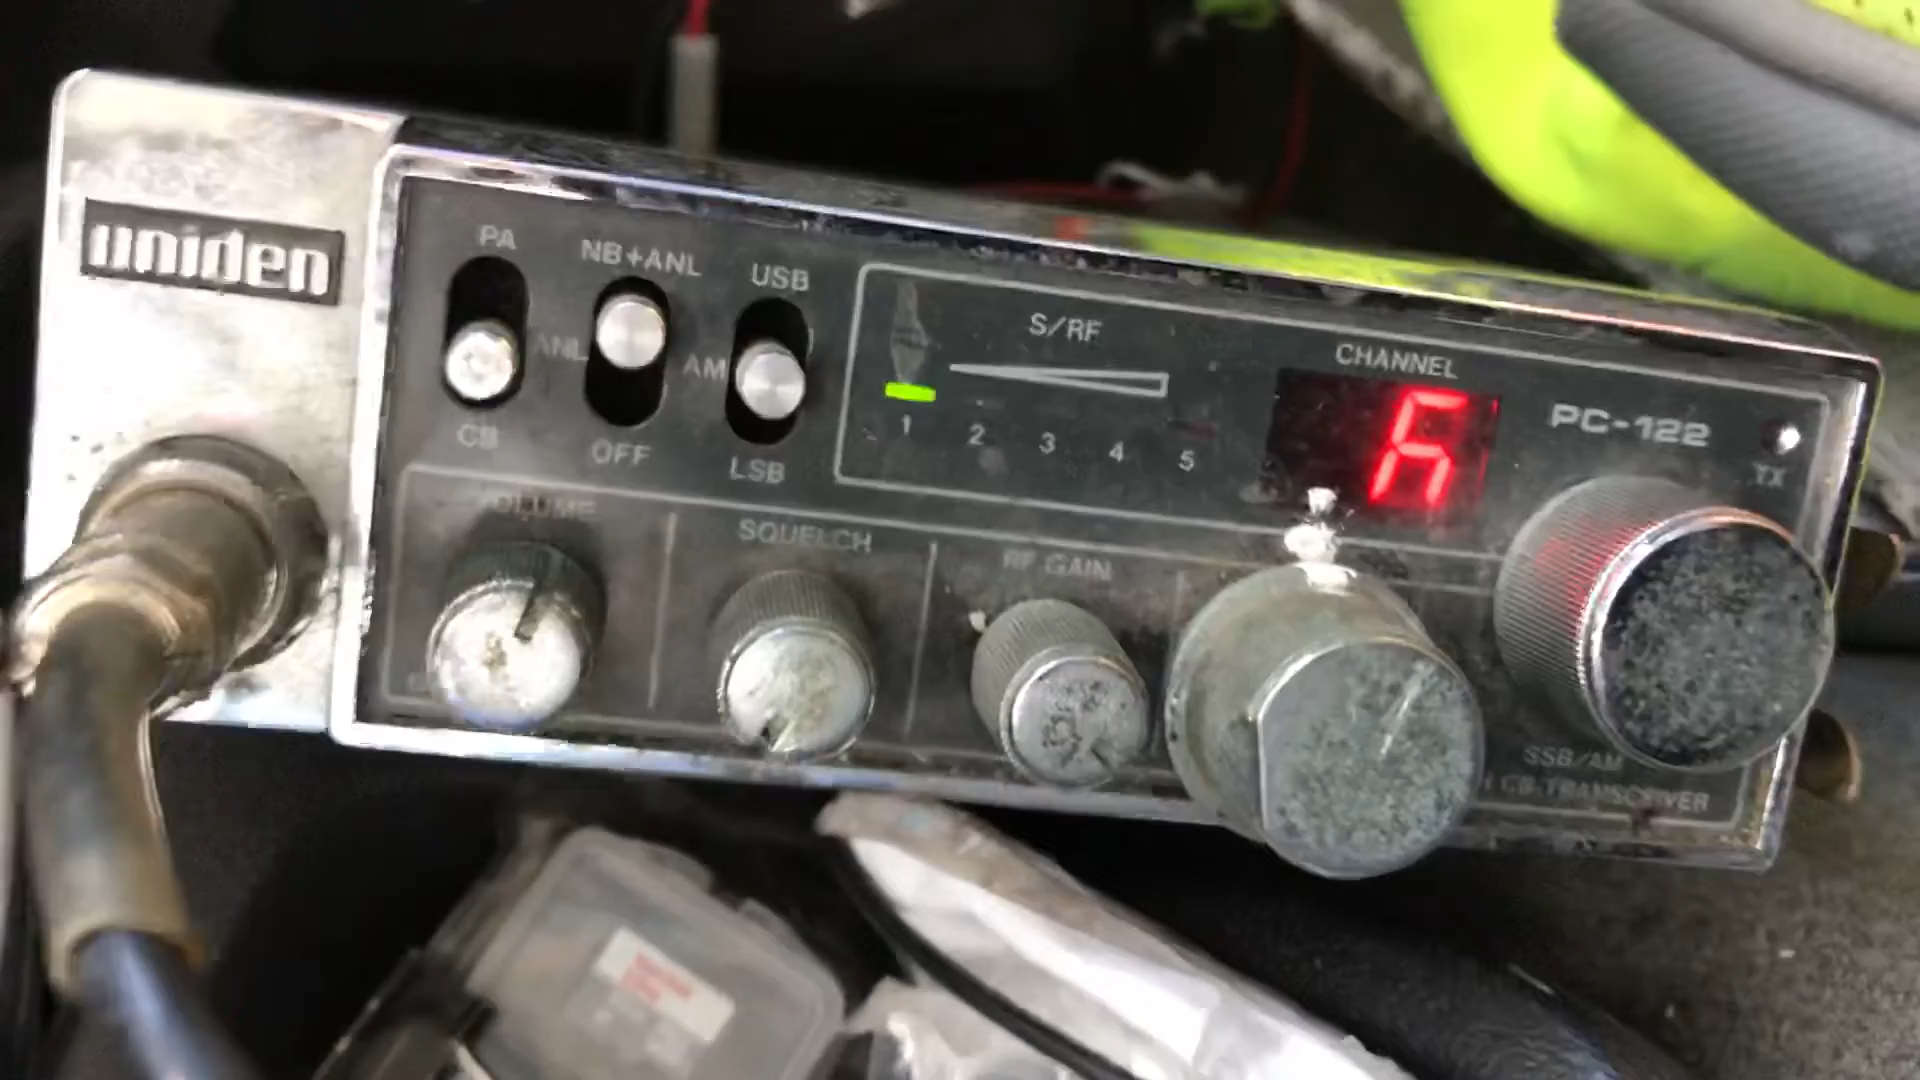 uniden
PA
NB+ANL
USB
ANL
AM
CB
OFF
LSB
S/RF
1 2 3 4 5
CHANNEL
6
PC-122
TX
VOLUME
SQUELCH
RF GAIN
SSB/AM
CB TRANSCEIVER